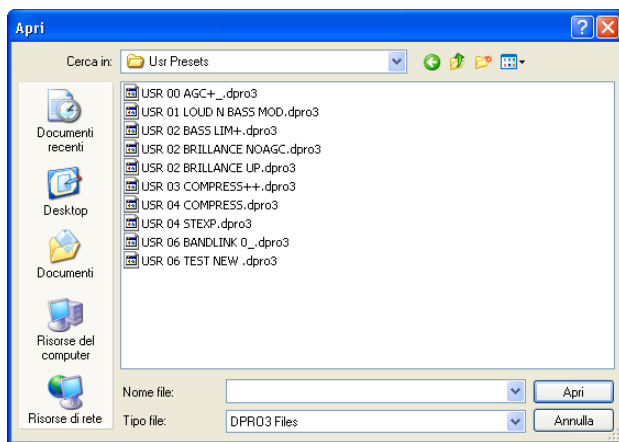 Apri
Cerca in: Usr Presets
Documenti recenti
Desktop
Documenti
Risorse del computer
Risorse di rete
USR 00 AGC+_.dpro3
USR 01 LOUD N BASS MOD.dpro3
USR 02 BASS LIM+.dpro3
USR 02 BRILLANCE NOAGC.dpro3
USR 02 BRILLANCE UP.dpro3
USR 03 COMPRESS++.dpro3
USR 04 COMPRESS.dpro3
USR 04 STEXP.dpro3
USR 06 BANDLINK 0_.dpro3
USR 06 TEST NEW .dpro3
Nome file: Apri
Tipo file: DPRO3 Files Annulla